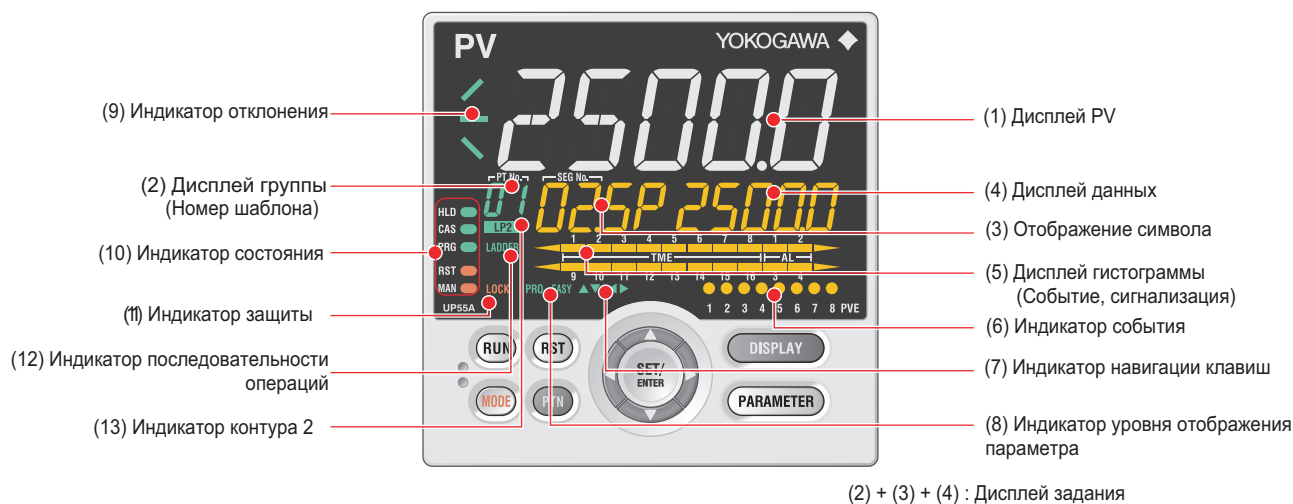 PV
YOKOGAWA
2500.0
PT No.
SEG No.
01
02.SP 250.00
HLD
CAS
PRG
RST
MAN
LP2
LADDER
LOCK
PRO
EASY
1 2 3 4 5 6 7 8 1 2
TME
AL
9 10 11 12 13 14 15 16 3 4
1 2 3 4 5 6 7 8 PVE
UP55A
RUN
RST
MODE
PTN
SET/
ENTER
DISPLAY
PARAMETER
(9) Индикатор отклонения
(2) Дисплей группы
(Номер шаблона)
(10) Индикатор состояния
(11) Индикатор защиты
(12) Индикатор последовательности
операций
(13) Индикатор контура 2
(1) Дисплей PV
(4) Дисплей данных
(3) Отображение символа
(5) Дисплей гистограммы
(Событие, сигнализация)
(6) Индикатор события
(7) Индикатор навигации клавиш
(8) Индикатор уровня отображения
параметра
(2) + (3) + (4) : Дисплей задания